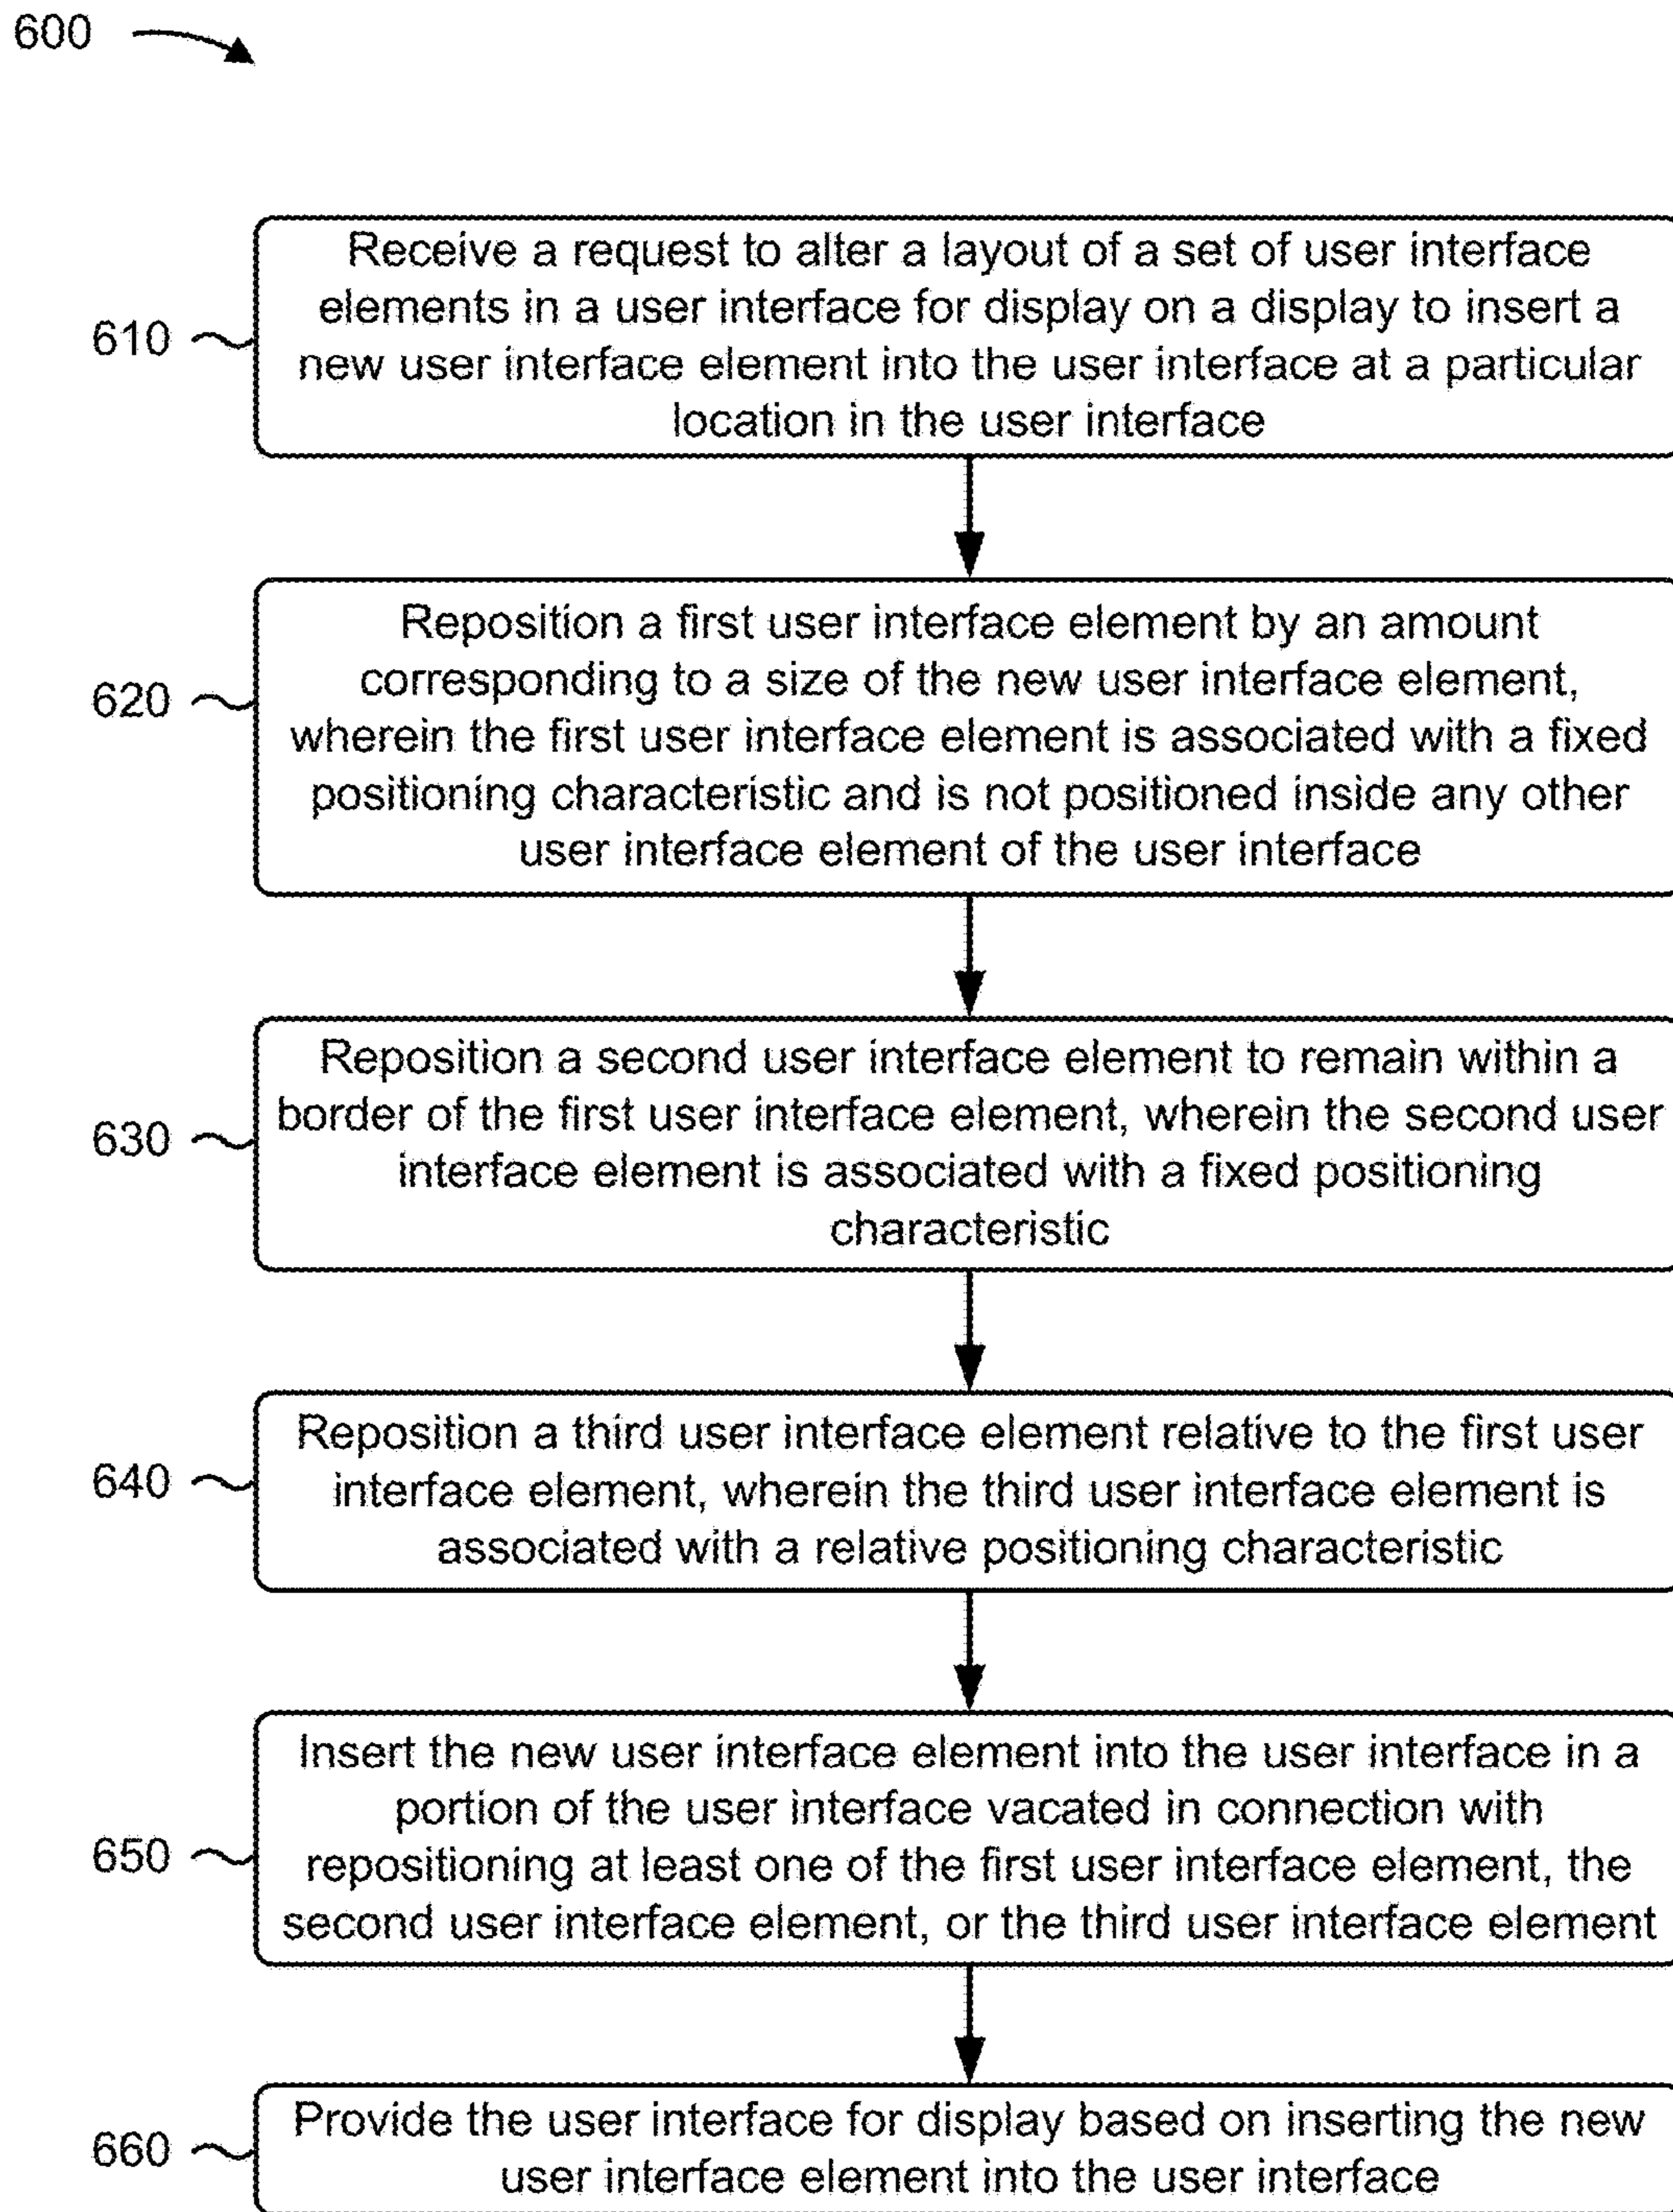 600
610
Receive a request to alter a layout of a set of user interface
elements in a user interface for display on a display to insert a
new user interface element into the user interface at a particular
location in the user interface
620
Reposition a first user interface element by an amount
corresponding to a size of the new user interface element,
wherein the first user interface element is associated with a fixed
positioning characteristic and is not positioned inside any other
user interface element of the user interface
630
Reposition a second user interface element to remain within a
border of the first user interface element, wherein the second user
interface element is associated with a fixed positioning
characteristic
640
Reposition a third user interface element relative to the first user
interface element, wherein the third user interface element is
associated with a relative positioning characteristic
650
Insert the new user interface element into the user interface in a
portion of the user interface vacated in connection with
repositioning at least one of the first user interface element, the
second user interface element, or the third user interface element
660
Provide the user interface for display based on inserting the new
user interface element into the user interface